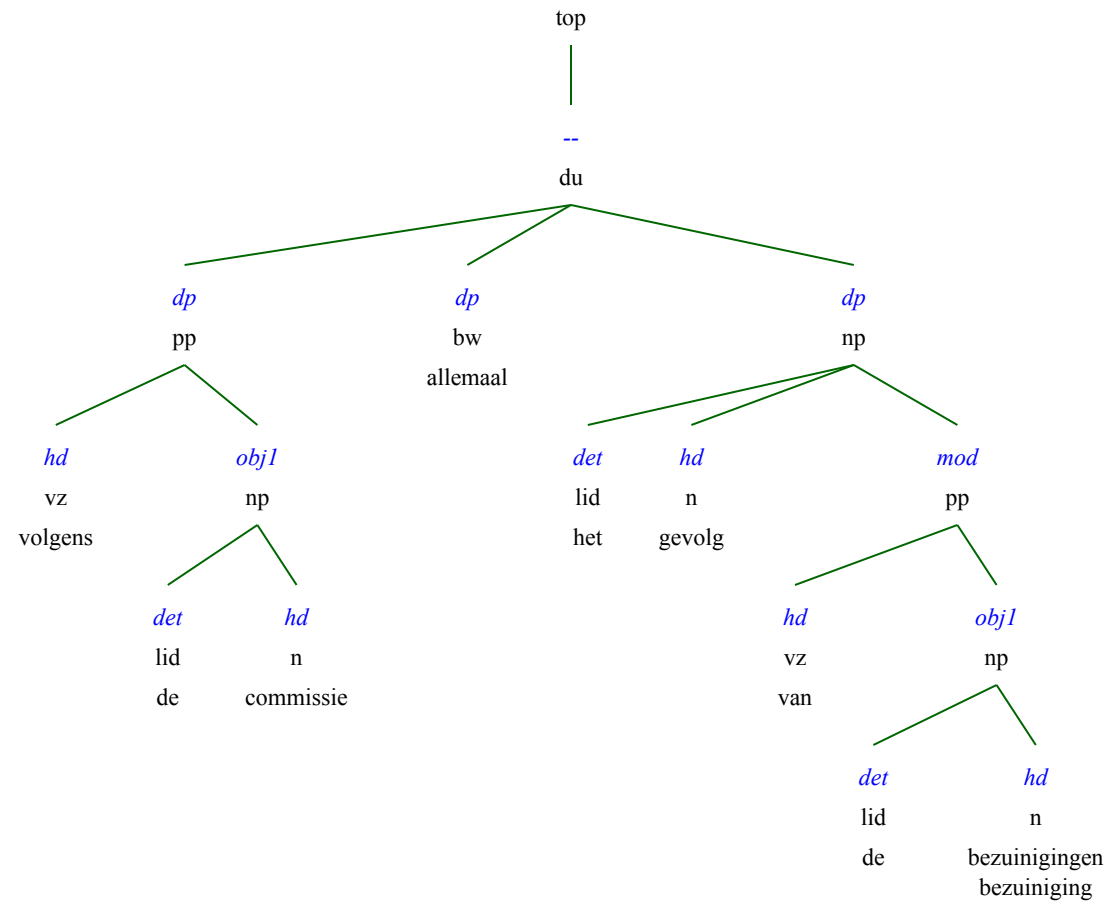 top
--
du
dp dp dp
pp bw np
allemaal
hd obj1 det hd mod
vz np lid n pp
volgens het gevolg
det hd hd obj1
lid n vz np
de commissie van
det hd
lid n
de bezuinigingen
bezuiniging